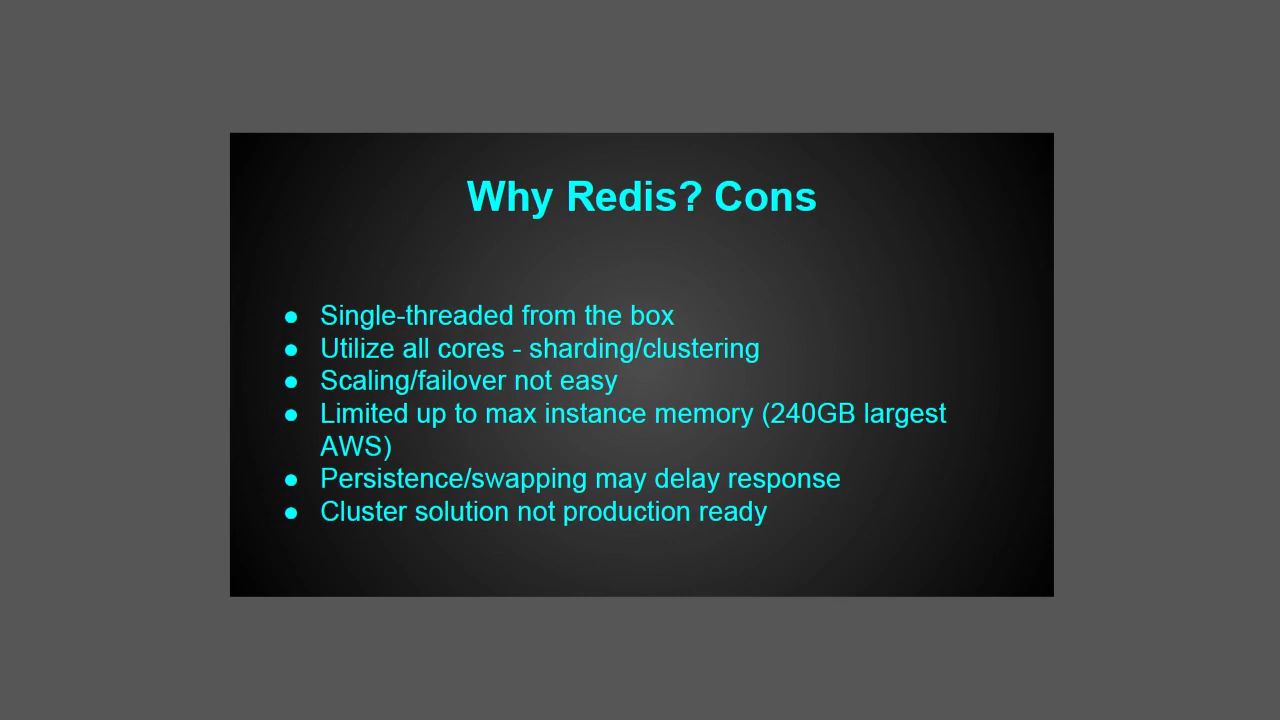 Why Redis? Cons
● Single-threaded from the box
● Utilize all cores - sharding/clustering
● Scaling/failover not easy
● Limited up to max instance memory (240GB largest
AWS)
● Persistence/swapping may delay response
● Cluster solution not production ready